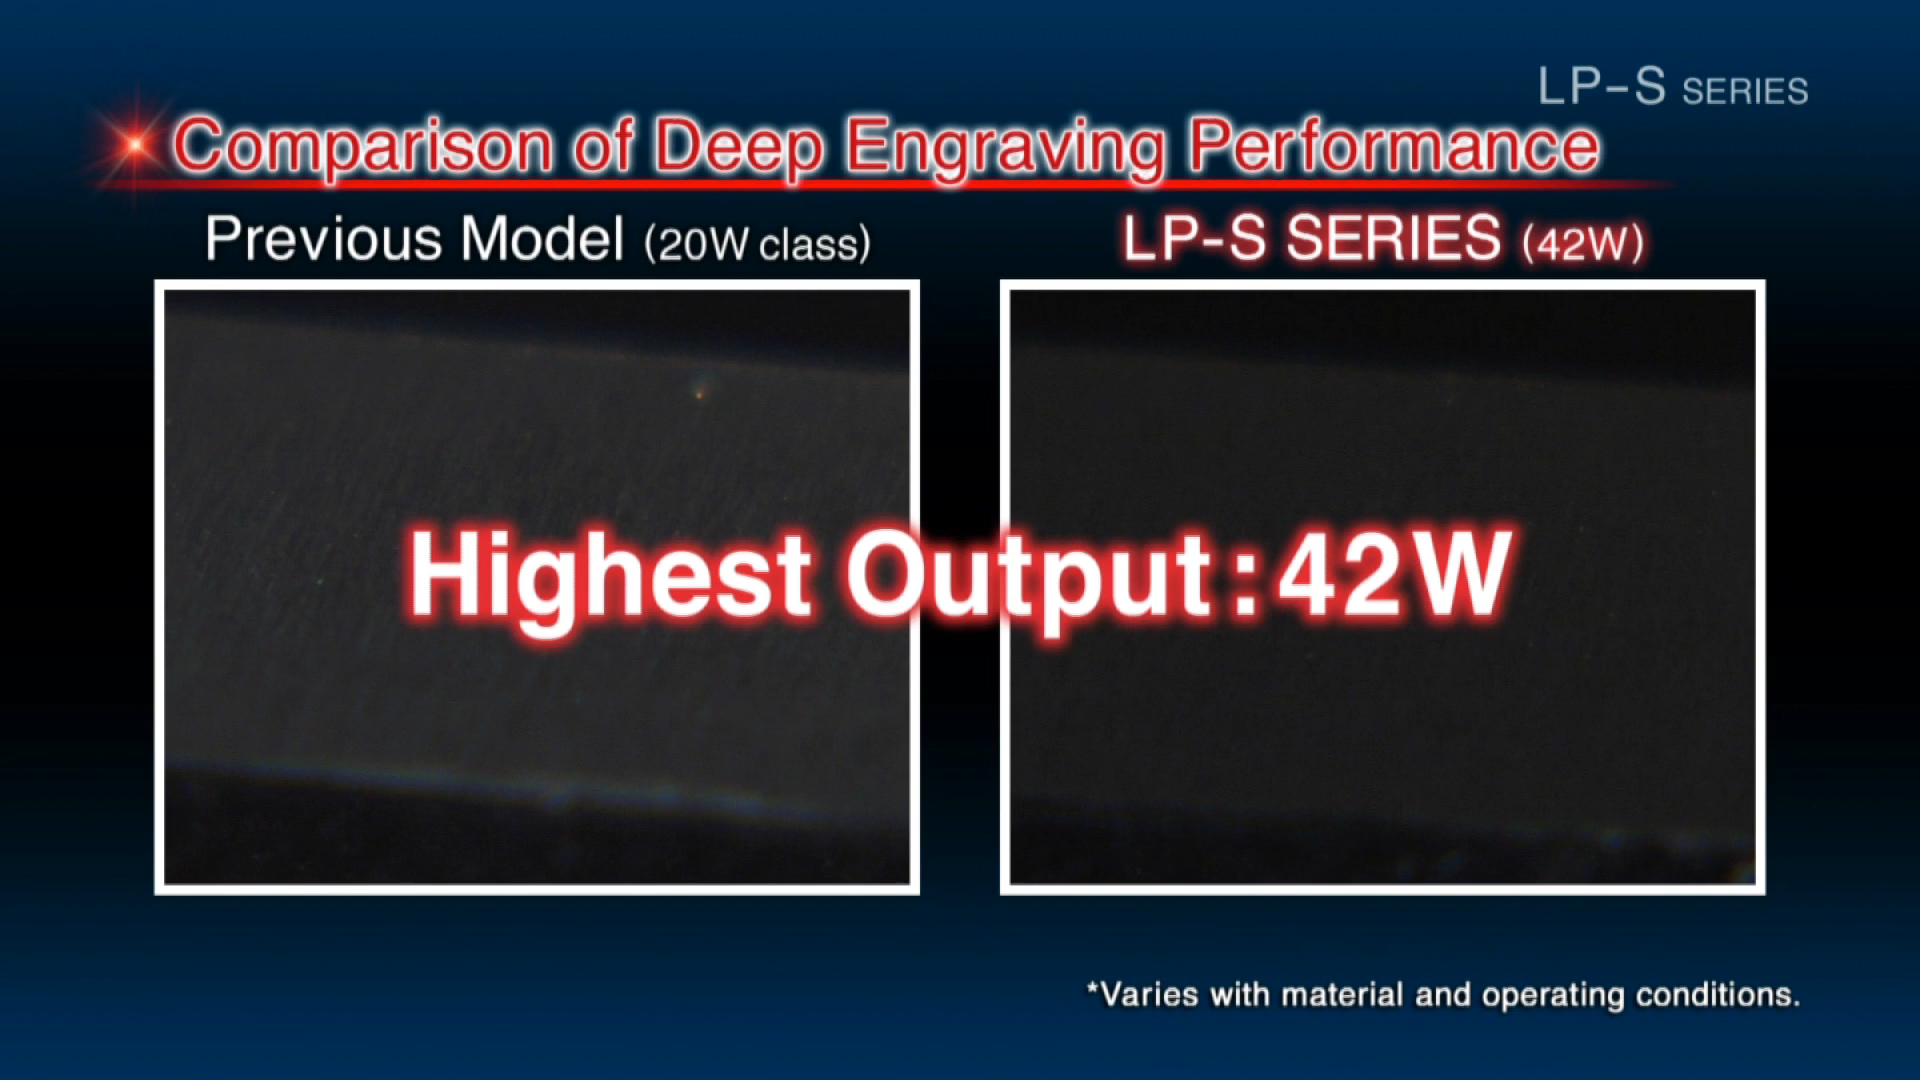 LP-S SERIES
Comparison of Deep Engraving Performance
Previous Model (20W class)
LP-S SERIES (42W)
Highest Output:42W
*Varies with material and operating conditions.